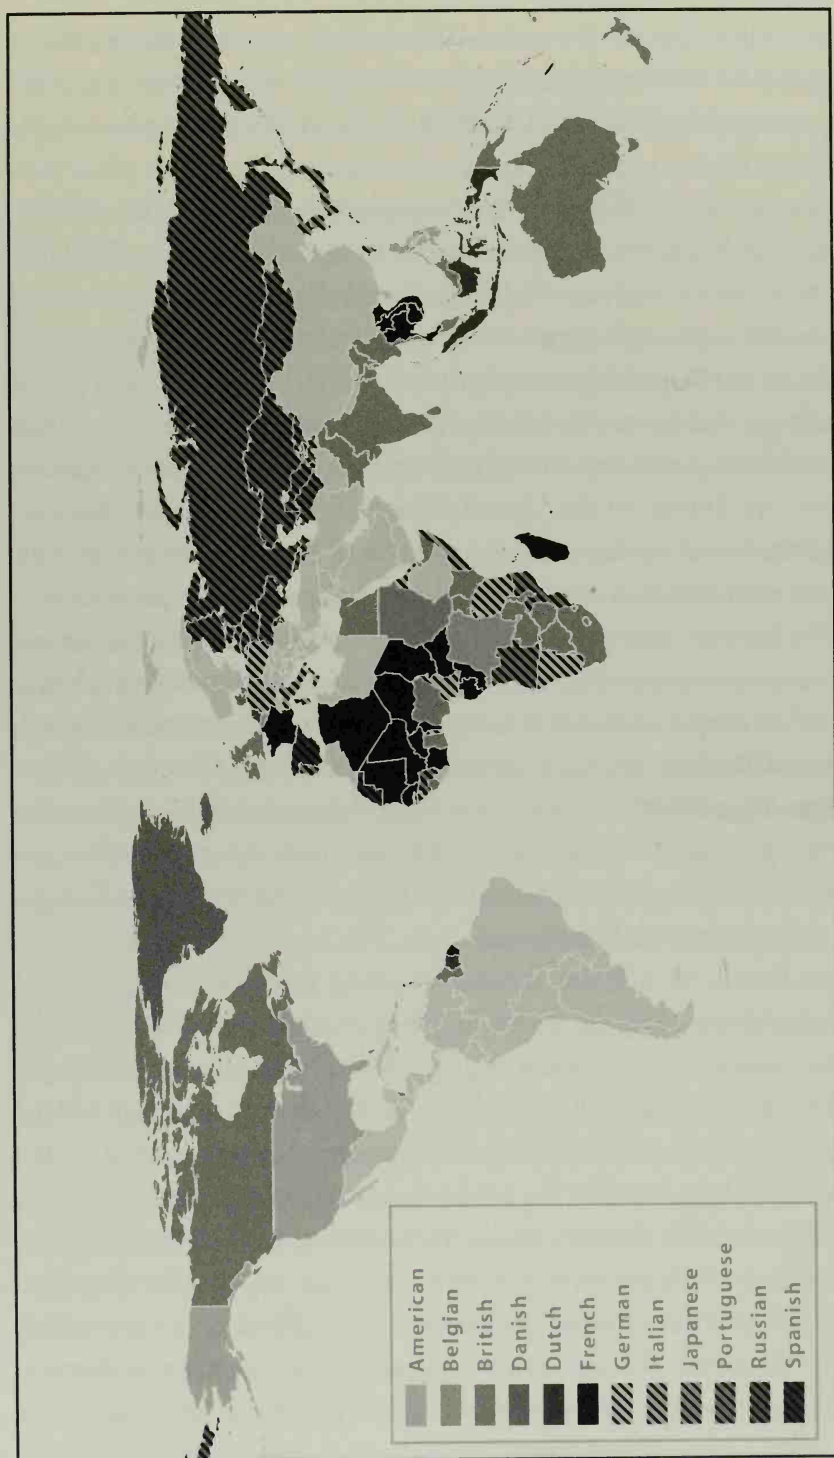 American
Belgian
British
Danish
Dutch
French
German
Italian
Japanese
Portuguese
Russian
Spanish